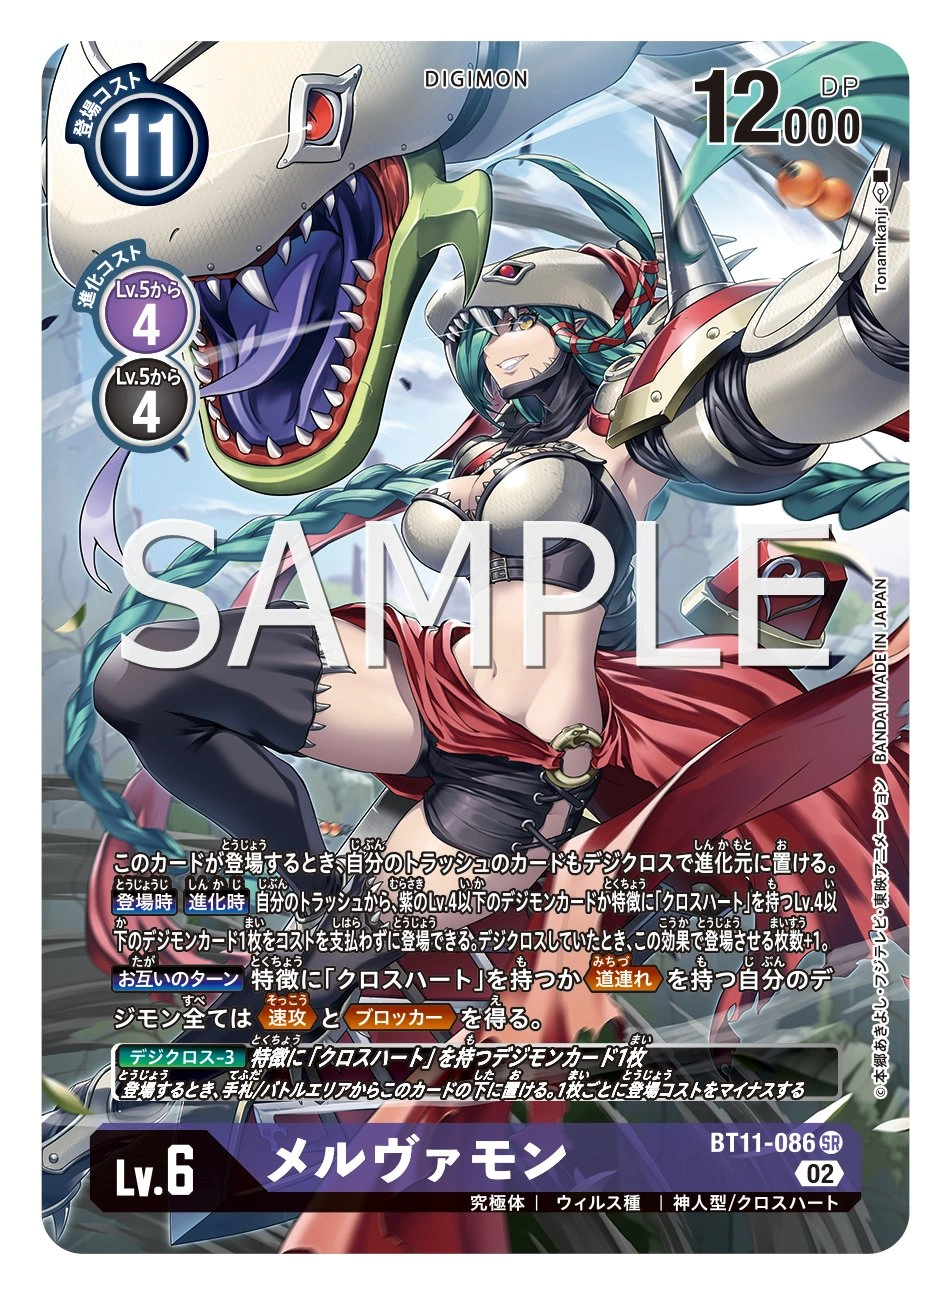 DIGIMON
登場コスト
11
12000
DP
進化コスト
Lv.5から
4
Lv.5から
4
Tonamikanji
SAMPLE
BANDAI MADE IN JAPAN
©本郷あきよし・フジテレビ・東映アニメーション
このカードが登場するとき、自分のトラッシュのカードもデジクロスで進化元に置ける。
登場時 進化時 自分のトラッシュから、紫のLv.4以下のデジモンカードか特徴に「クロスハート」を持つLv.4以
下のデジモンカード1枚をコストを支払わずに登場できる。デジクロスしていたとき、この効果で登場させる枚数+1。
お互いのターン 特徴に「クロスハート」を持つか 道連れ を持つ自分のデ
ジモン全ては 速攻 と ブロッカー を得る。
デジクロス-3 特徴に「クロスハート」を持つデジモンカード1枚
登場するとき、手札/バトルエリアからこのカードの下に置ける。1枚ごとに登場コストをマイナスする
BT11-086 SR
Lv.6 メルヴァモン
02
究極体 | ウィルス種 | 神人型/クロスハート